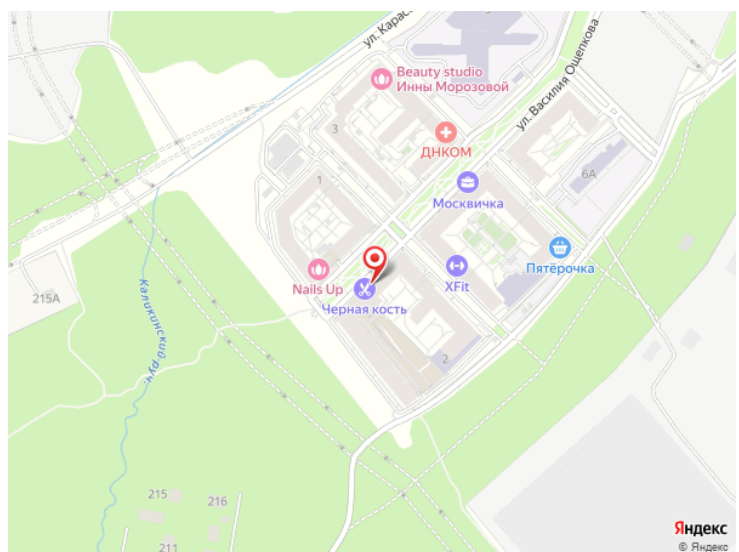 ул. Карас
ул. Василия Ощепкова
Beauty studio
Инны Морозовой
3
ДНКОМ
6А
1
Москвичка
Nails Up
XFit
Пятёрочка
215А
Черная кость
Каликинский руч.
2
215
216
211
Яндекс
© Яндекс